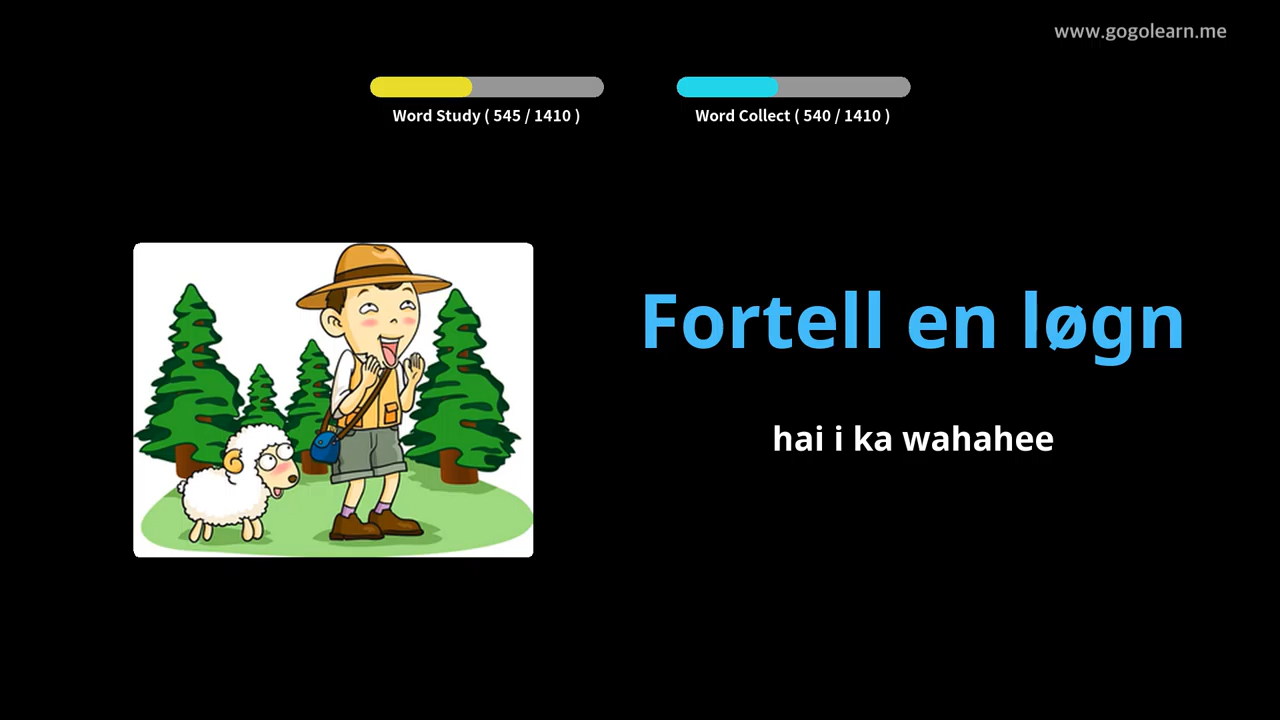 www.gogolearn.me
Word Study ( 545 / 1410 )
Word Collect ( 540 / 1410 )
Fortell en løgn
hai i ka wahahee